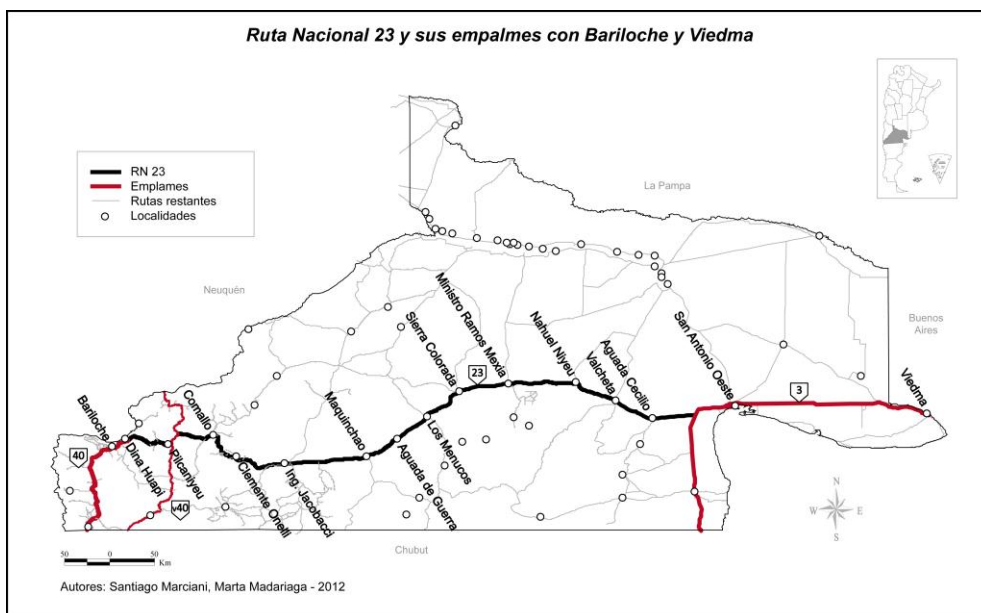 Ruta Nacional 23 y sus empalmes con Bariloche y Viedma
RN 23
Emplames
Rutas restantes
Localidades
La Pampa
Neuquén
Buenos
Aires
Ministro Ramos Mexia
Sierra Colorada
Nahuel Niyeu
Aguada Cecilio
Valcheta
San Antonio Oeste
Viedma
23
3
Bariloche
Comallo
Maquinchao
Los Menucos
40
Dina Huapi
Pilcaniyeu
Clemente Onelli
Ing. Jacobacci
Aguada de Guerra
v40
N
W
E
S
Chubut
50
0
50
Km
Autores: Santiago Marciani, Marta Madariaga - 2012